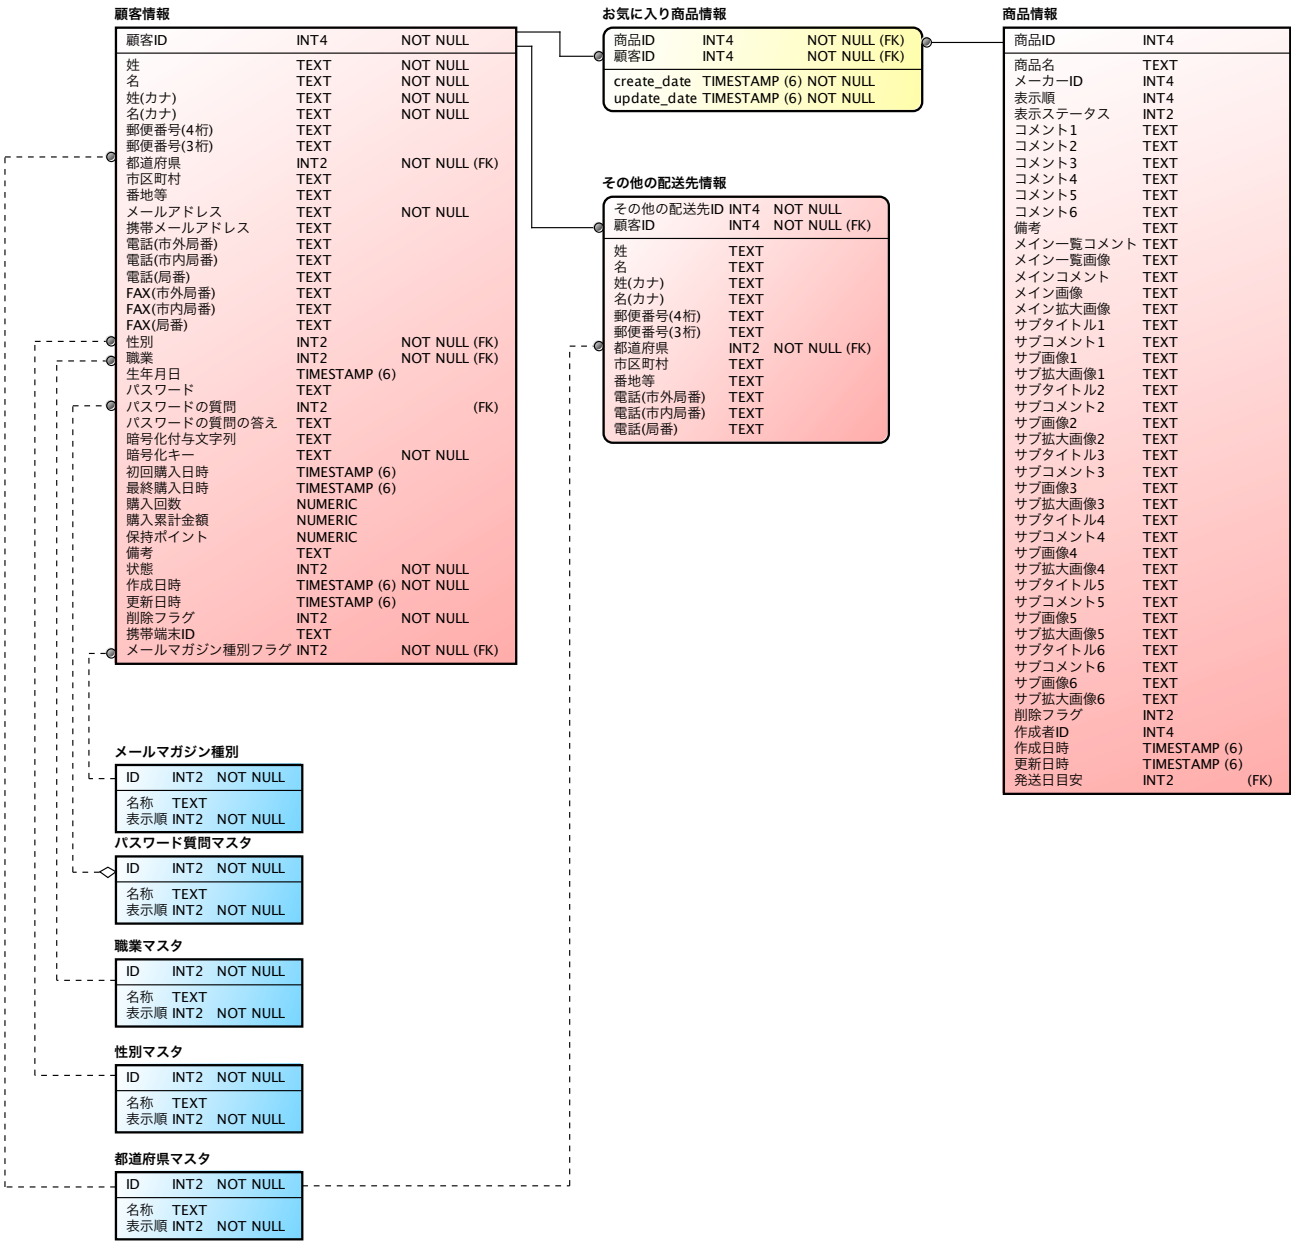 顧客情報
顧客ID INT4 NOT NULL
姓 TEXT NOT NULL
名 TEXT NOT NULL
姓(カナ) TEXT NOT NULL
名(カナ) TEXT NOT NULL
郵便番号(4桁) TEXT
郵便番号(3桁) TEXT
都道府県 INT2 NOT NULL (FK)
市区町村 TEXT
番地等 TEXT
メールアドレス TEXT NOT NULL
携帯メールアドレス TEXT
電話(市外局番) TEXT
電話(市内局番) TEXT
電話(局番) TEXT
FAX(市外局番) TEXT
FAX(市内局番) TEXT
FAX(局番) TEXT
性別 INT2 NOT NULL (FK)
職業 INT2 NOT NULL (FK)
生年月日 TIMESTAMP (6)
パスワード TEXT
パスワードの質問 INT2 (FK)
パスワードの質問の答え TEXT
暗号化付与文字列 TEXT
暗号化キー TEXT NOT NULL
初回購入日時 TIMESTAMP (6)
最終購入日時 TIMESTAMP (6)
購入回数 NUMERIC
購入累計金額 NUMERIC
保持ポイント NUMERIC
備考 TEXT
状態 INT2 NOT NULL
作成日時 TIMESTAMP (6) NOT NULL
更新日時 TIMESTAMP (6)
削除フラグ INT2 NOT NULL
携帯端末ID TEXT
メールマガジン種別フラグ INT2 NOT NULL (FK)
お気に入り商品情報
商品ID INT4 NOT NULL (FK)
顧客ID INT4 NOT NULL (FK)
create_date TIMESTAMP (6) NOT NULL
update_date TIMESTAMP (6) NOT NULL
その他の配送先情報
その他の配送先ID INT4 NOT NULL
顧客ID INT4 NOT NULL (FK)
姓 TEXT
名 TEXT
姓(カナ) TEXT
名(カナ) TEXT
郵便番号(4桁) TEXT
郵便番号(3桁) TEXT
都道府県 INT2 NOT NULL (FK)
市区町村 TEXT
番地等 TEXT
電話(市外局番) TEXT
電話(市内局番) TEXT
電話(局番) TEXT
商品情報
商品ID INT4
商品名 TEXT
メーカーID INT4
表示順 INT4
表示ステータス INT2
コメント1 TEXT
コメント2 TEXT
コメント3 TEXT
コメント4 TEXT
コメント5 TEXT
コメント6 TEXT
備考 TEXT
メイン一覧コメント TEXT
メイン一覧画像 TEXT
メインコメント TEXT
メイン画像 TEXT
メイン拡大画像 TEXT
サブタイトル1 TEXT
サブコメント1 TEXT
サブ画像1 TEXT
サブ拡大画像1 TEXT
サブタイトル2 TEXT
サブコメント2 TEXT
サブ画像2 TEXT
サブ拡大画像2 TEXT
サブタイトル3 TEXT
サブコメント3 TEXT
サブ画像3 TEXT
サブ拡大画像3 TEXT
サブタイトル4 TEXT
サブコメント4 TEXT
サブ画像4 TEXT
サブ拡大画像4 TEXT
サブタイトル5 TEXT
サブコメント5 TEXT
サブ画像5 TEXT
サブ拡大画像5 TEXT
サブタイトル6 TEXT
サブコメント6 TEXT
サブ画像6 TEXT
サブ拡大画像6 TEXT
削除フラグ INT2
作成者ID INT4
作成日時 TIMESTAMP (6)
更新日時 TIMESTAMP (6)
発送日目安 INT2 (FK)
メールマガジン種別
ID INT2 NOT NULL
名称 TEXT
表示順 INT2 NOT NULL
パスワード質問マスタ
ID INT2 NOT NULL
名称 TEXT
表示順 INT2 NOT NULL
職業マスタ
ID INT2 NOT NULL
名称 TEXT
表示順 INT2 NOT NULL
性別マスタ
ID INT2 NOT NULL
名称 TEXT
表示順 INT2 NOT NULL
都道府県マスタ
ID INT2 NOT NULL
名称 TEXT
表示順 INT2 NOT NULL